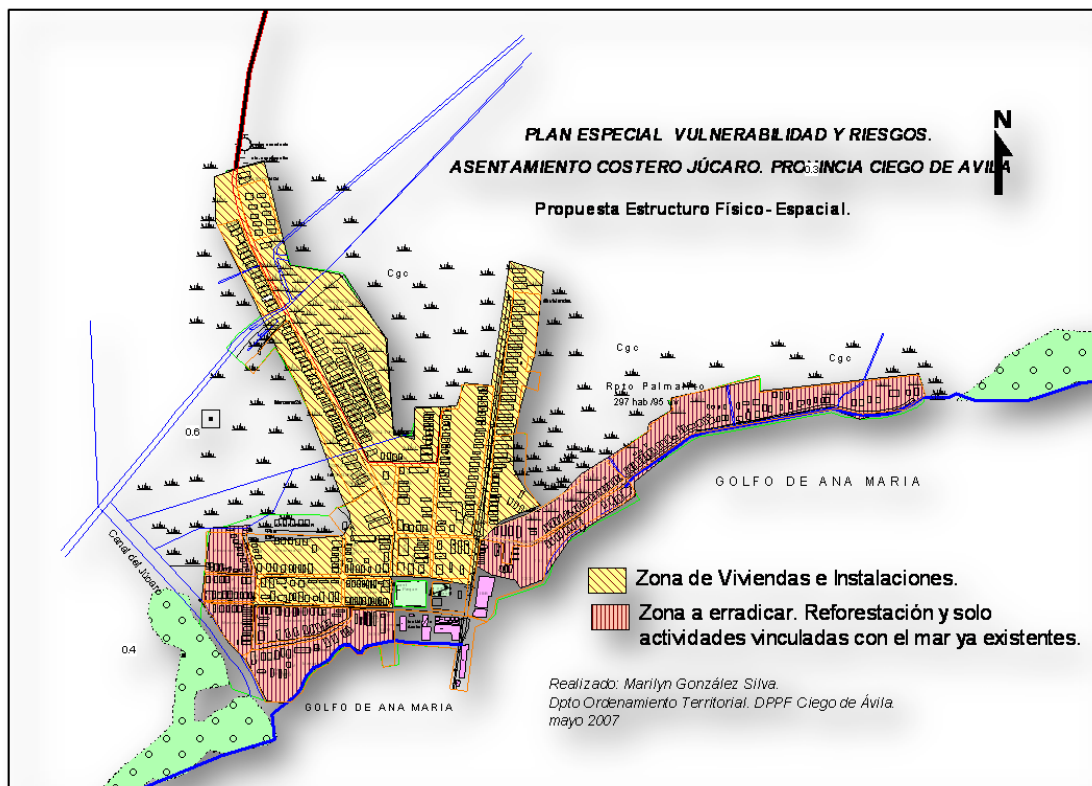 N
PLAN ESPECIAL VULNERABILIDAD Y RIESGOS.
ASENTAMIENTO COSTERO JÚCARO. PROVINCIA CIEGO DE AVILA
0.3
Propuesta Estructuro Físico-Espacial.
Cgc
Cgc
Cgc
Rpto Palmarito
297 hab /95 v
0.6
GOLFO DE ANA MARIA
Canal del Júcaro
Zona de Viviendas e Instalaciones.
Zona a erradicar. Reforestación y solo
actividades vinculadas con el mar ya existentes.
0.4
Realizado: Marilyn González Silva.
Dpto Ordenamiento Territorial. DPPF Ciego de Ávila.
mayo 2007
GOLFO DE ANA MARIA